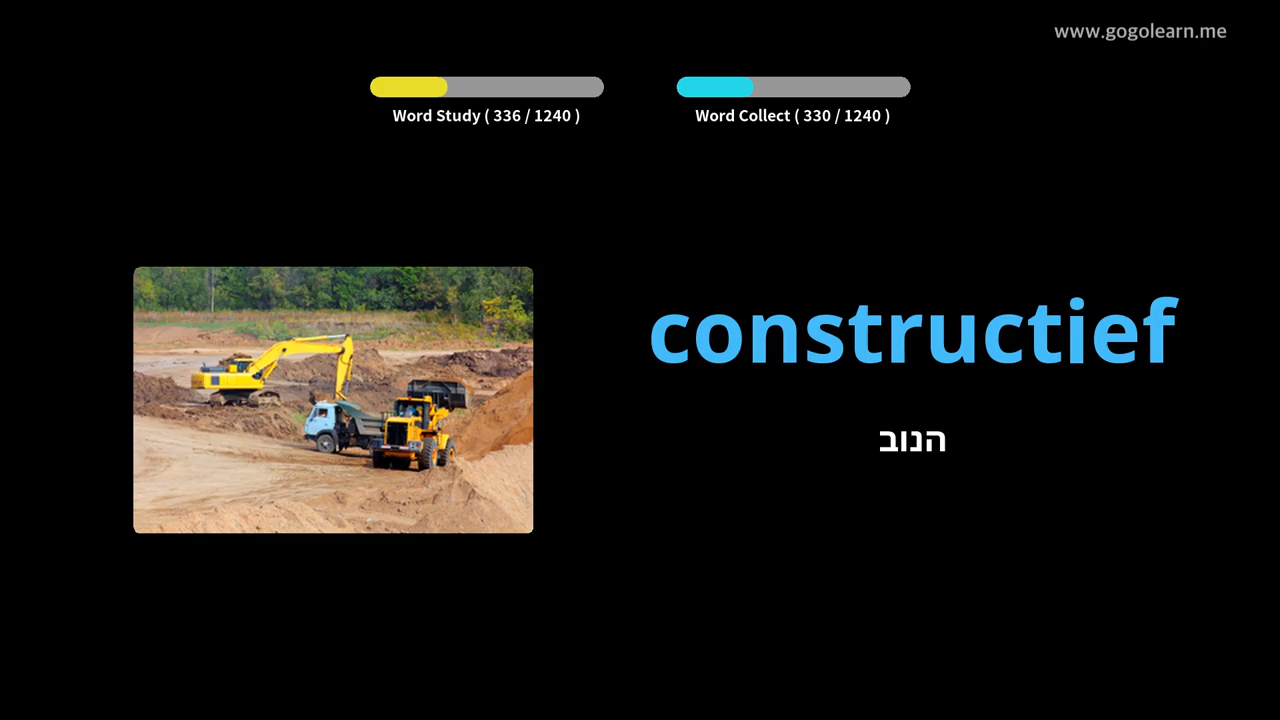 www.gogolearn.me
Word Study ( 336 / 1240 )
Word Collect ( 330 / 1240 )
constructief
הנוב